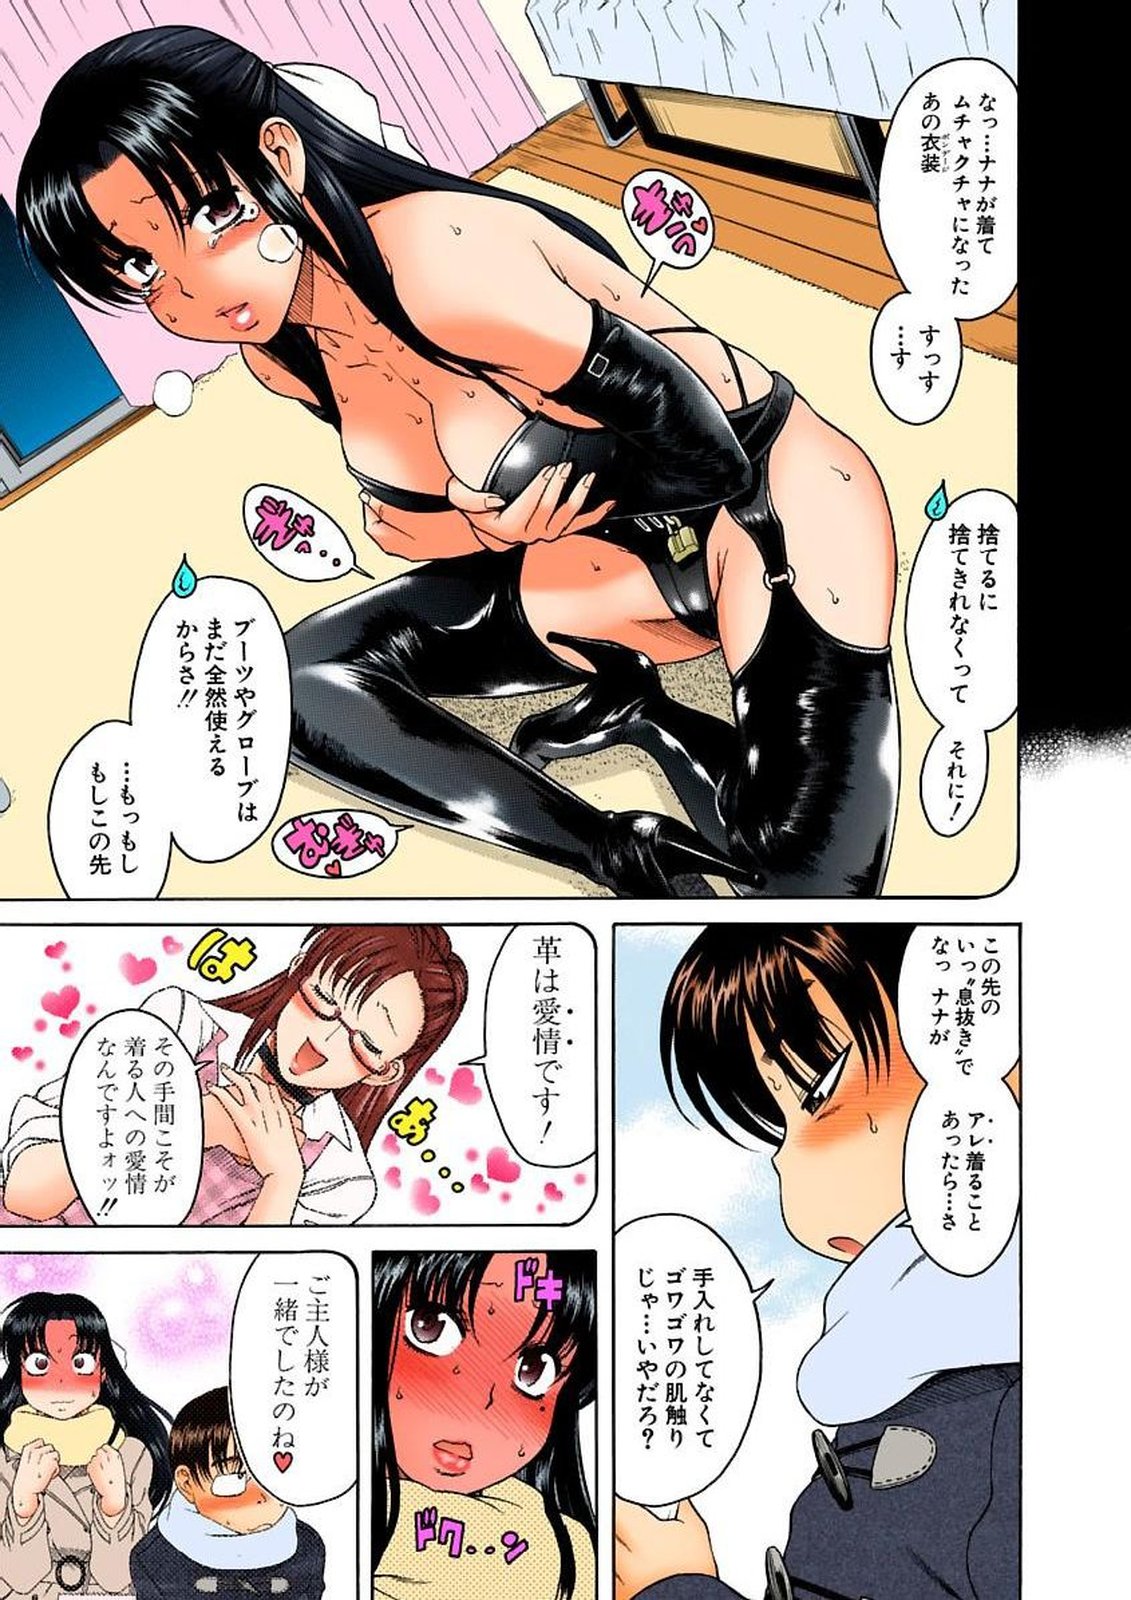 なっ…ナナが着て
ムチャクチャになった
あの衣装
ボンデージ
すっす
…す
捨てるに
捨てきれなくって
それに!
ぎゅっ♥
ぎゅっ…
ブーツやグローブは
まだ全然使える
からさ!!
…もっもし
もしこの先
むぎゅ♥
この先の
いっ〝息抜き〟で
なっ ナナが
アレ着ること
あったら…さ
手入れしてなくて
ゴワゴワの肌触り
じゃ…いやだろ?
革は愛情です!
はぁ…
その手間こそが
着る人への愛情
なんですよォッ!!
ドキ
ドク・・ン
ご主人様が
一緒でしたのね♥